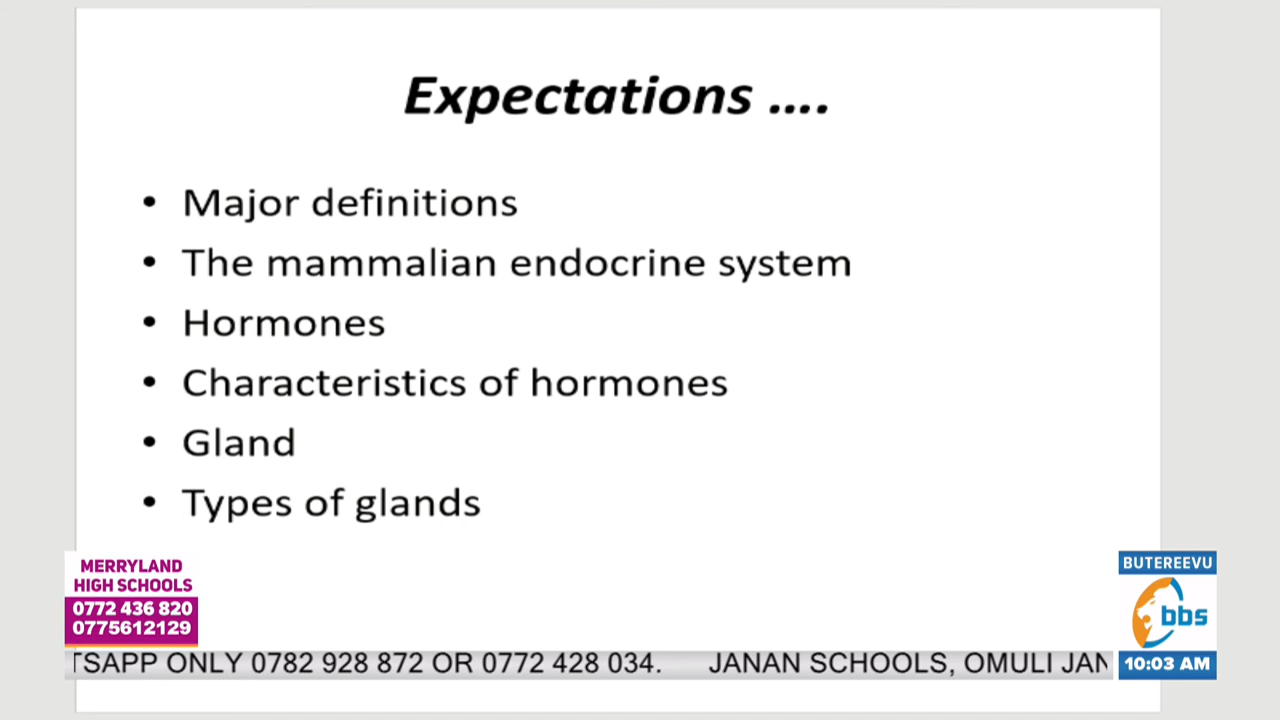 Expectations ....
• Major definitions
• The mammalian endocrine system
• Hormones
• Characteristics of hormones
• Gland
• Types of glands
MERRYLAND
HIGH SCHOOLS
0772 436 820
0775612129
BUTEREEVU
bbs
10:03 AM
TSAPP ONLY 0782 928 872 OR 0772 428 034. JANAN SCHOOLS, OMULI JAN